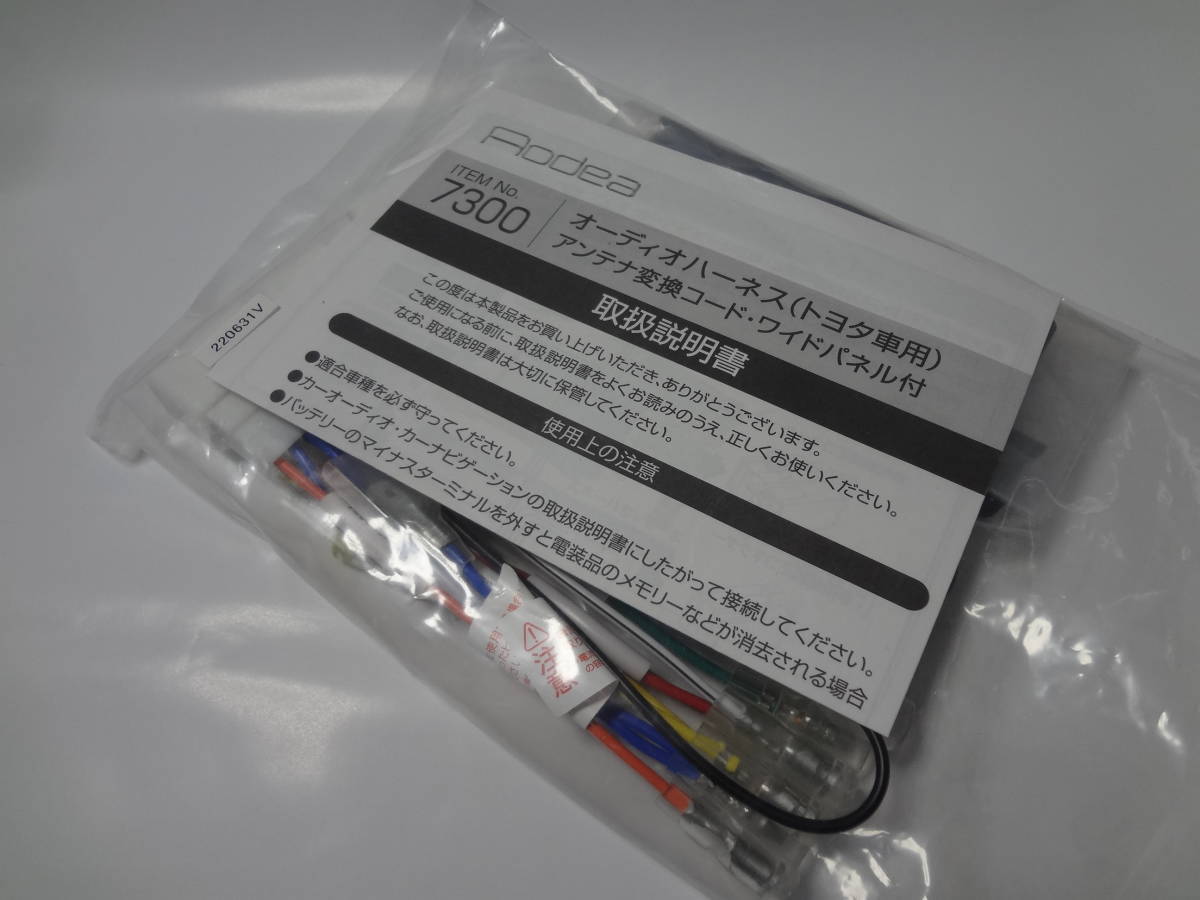 Aodea
ITEM No.
7300
オーディオハーネス(トヨタ車用)
アンテナ変換コード・ワイドパネル付
取扱説明書
この度は本製品をお買い上げいただき、ありがとうございます。
ご使用になる前に、取扱説明書をよくお読みのうえ、正しくお使いください。
なお、取扱説明書は大切に保管してください。
使用上の注意
●適合車種を必ず守ってください。
●カーオーディオ・カーナビゲーションの取扱説明書にしたがって接続してください。
●バッテリーのマイナスターミナルを外すと電装品のメモリーなどが消去される場合
220631V
注意